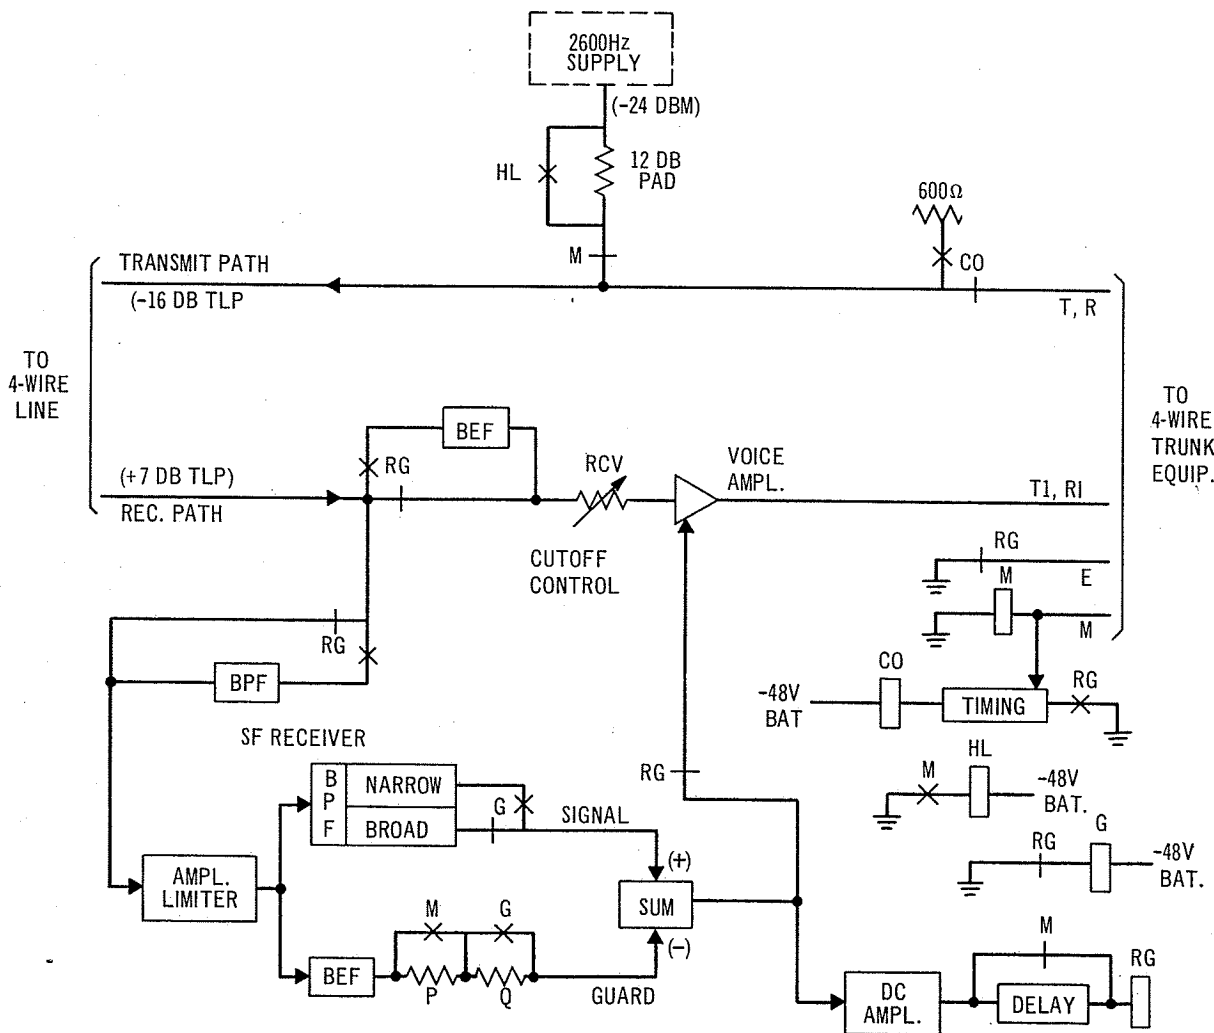 2600Hz
SUPPLY
(-24 DBM)
HL
12 DB
PAD
600Ω
M
CO
TRANSMIT PATH
(-16 DB TLP
T, R
TO
4-WIRE
LINE
TO
4-WIRE
TRUNK
EQUIP.
BEF
RG
RCV
VOICE
AMPL.
(+7 DB TLP)
REC. PATH
T1, RI
CUTOFF
CONTROL
RG
E
M
M
RG
BPF
CO
-48V
BAT
TIMING
RG
SF RECEIVER
RG
HL
M
-48V
BAT.
B
P
F
NARROW
BROAD
G
SIGNAL
(+)
G
RG
-48V
BAT.
AMPL.
LIMITER
SUM
(-)
M
G
BEF
P
Q
GUARD
M
RG
DC
AMPL.
DELAY